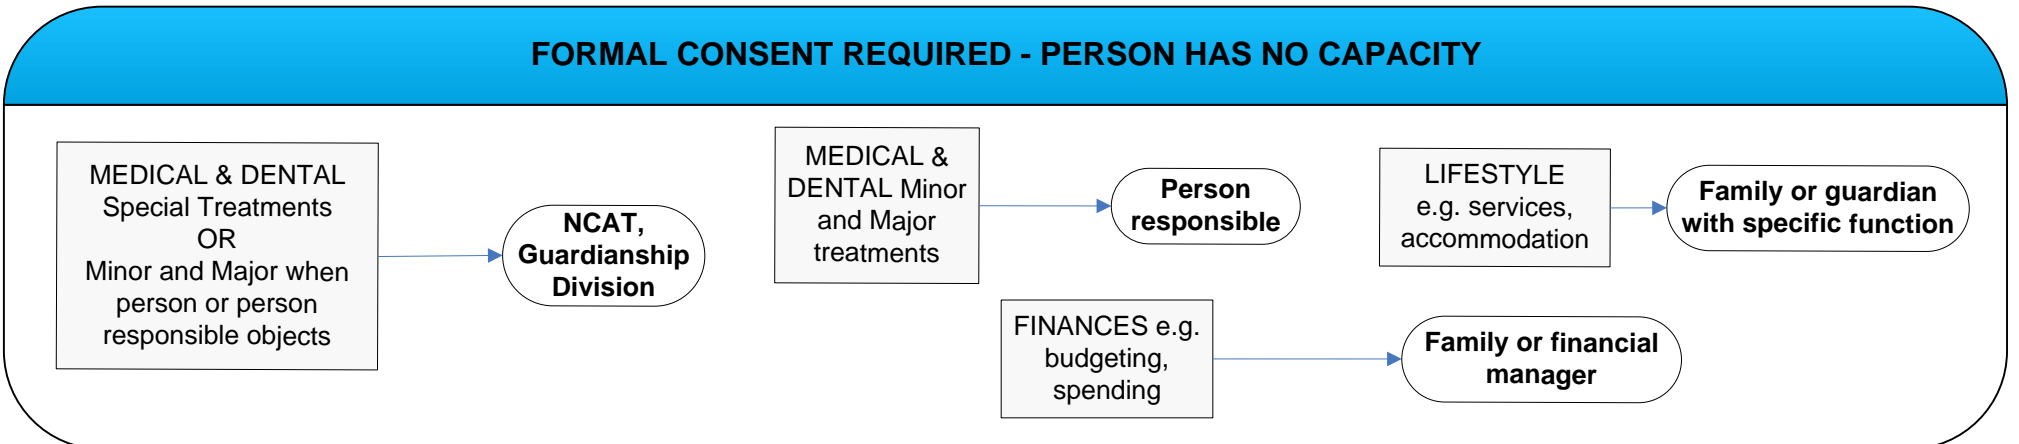 FORMAL CONSENT REQUIRED - PERSON HAS NO CAPACITY
MEDICAL & DENTAL
Special Treatments
OR
Minor and Major when
person or person
responsible objects
NCAT,
Guardianship
Division
MEDICAL &
DENTAL Minor
and Major
treatments
Person
responsible
LIFESTYLE
e.g. services,
accommodation
Family or guardian
with specific function
FINANCES e.g.
budgeting,
spending
Family or financial
manager